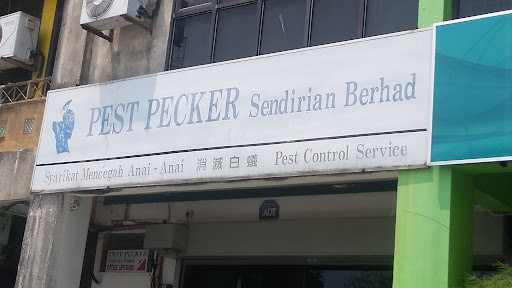 PEST PECKER Sendirian Berhad
Syarikat Mencegah Anai - Anai 消滅白蟻 Pest Control Service
ADT
PEST PECKER